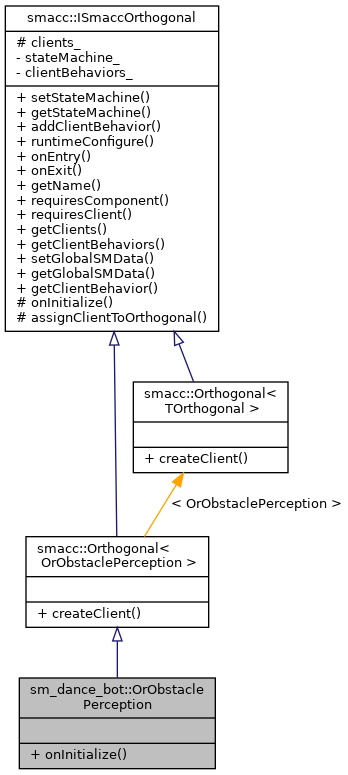 smacc::ISmaccOrthogonal
# clients_
- stateMachine_
- clientBehaviors_
+ setStateMachine()
+ getStateMachine()
+ addClientBehavior()
+ runtimeConfigure()
+ onEntry()
+ onExit()
+ getName()
+ requiresComponent()
+ requiresClient()
+ getClients()
+ getClientBehaviors()
+ setGlobalSMData()
+ getGlobalSMData()
+ getClientBehavior()
# onInitialize()
# assignClientToOrthogonal()
smacc::Orthogonal<
TOrthogonal >
+ createClient()
< OrObstaclePerception >
smacc::Orthogonal<
OrObstaclePerception >
+ createClient()
sm_dance_bot::OrObstacle
Perception
+ onInitialize()